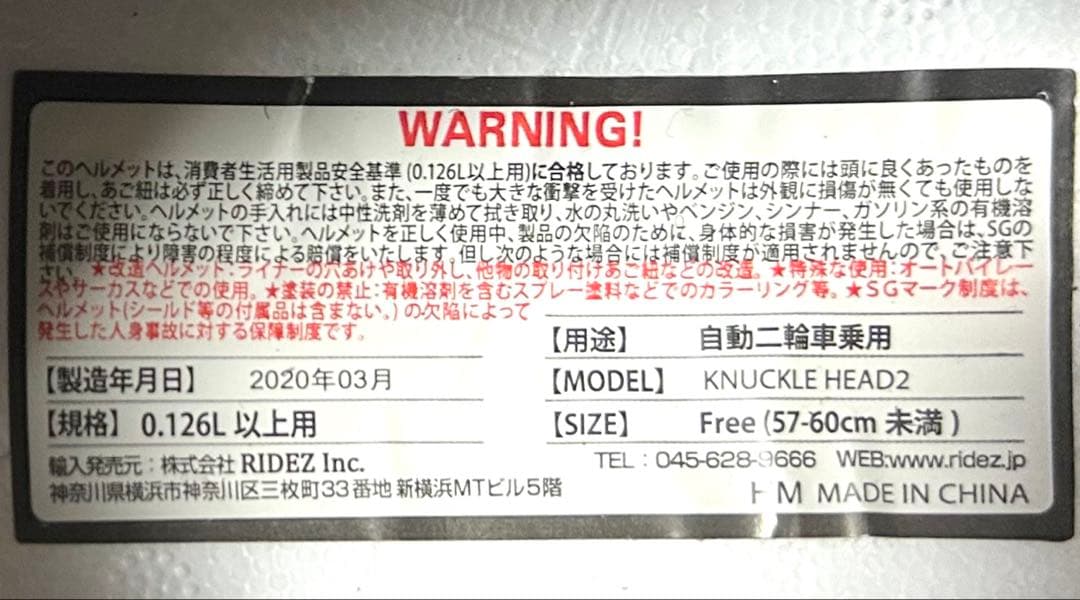 WARNING!
このヘルメットは、消費者生活用製品安全基準(0.126L以上用)に合格しております。ご使用の際には頭に良くあったものを
着用し、あご紐は必ず正しく締めて下さい。また、一度でも大きな衝撃を受けたヘルメットは外観に損傷が無くても使用しな
いでください。ヘルメットの手入れには中性洗剤を薄めて拭き取り、水の丸洗いやベンジン、シンナー、ガソリン系の有機溶
剤はご使用にならないで下さい。ヘルメットを正しく使用中、製品の欠陥のために、身体的な損害が発生した場合は、SGの
補償制度により障害の程度による賠償をいたします。但し次のような場合には補償制度が適用されませんので、ご注意下
さい。★改造ヘルメット:ライナーの穴あけや取り外し、他物の取り付けあご紐などの改造。★特殊な使用:オートバイレー
スやサーカスなどでの使用。★塗装の禁止:有機溶剤を含むスプレー塗料などでのカラーリング等。★SGマーク制度は、
ヘルメット(シールド等の付属品は含まない。)の欠陥によって
発生した人身事故に対する保障制度です。
【用途】 自動二輪車乗用
【製造年月日】 2020年03月
【MODEL】 KNUCKLE HEAD2
【規格】 0.126L 以上用
【SIZE】 Free (57-60cm 未満)
輸入発売元:株式会社 RIDEZ Inc.
TEL:045-628-9666 WEB:www.ridez.jp
神奈川県横浜市神奈川区三枚町33番地 新横浜MTビル5階
MADE IN CHINA